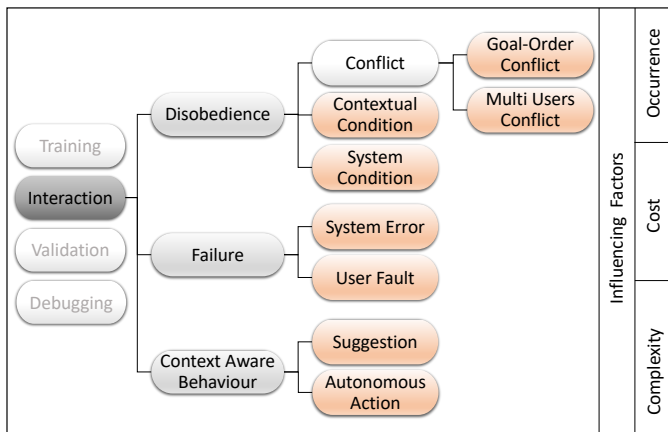 Training
Interaction
Validation
Debugging
Disobedience
Failure
Context Aware
Behaviour
Conflict
Contextual
Condition
System
Condition
System Error
User Fault
Suggestion
Autonomous
Action
Goal-Order
Conflict
Multi Users
Conflict
Influencing Factors
Occurrence
Cost
Complexity